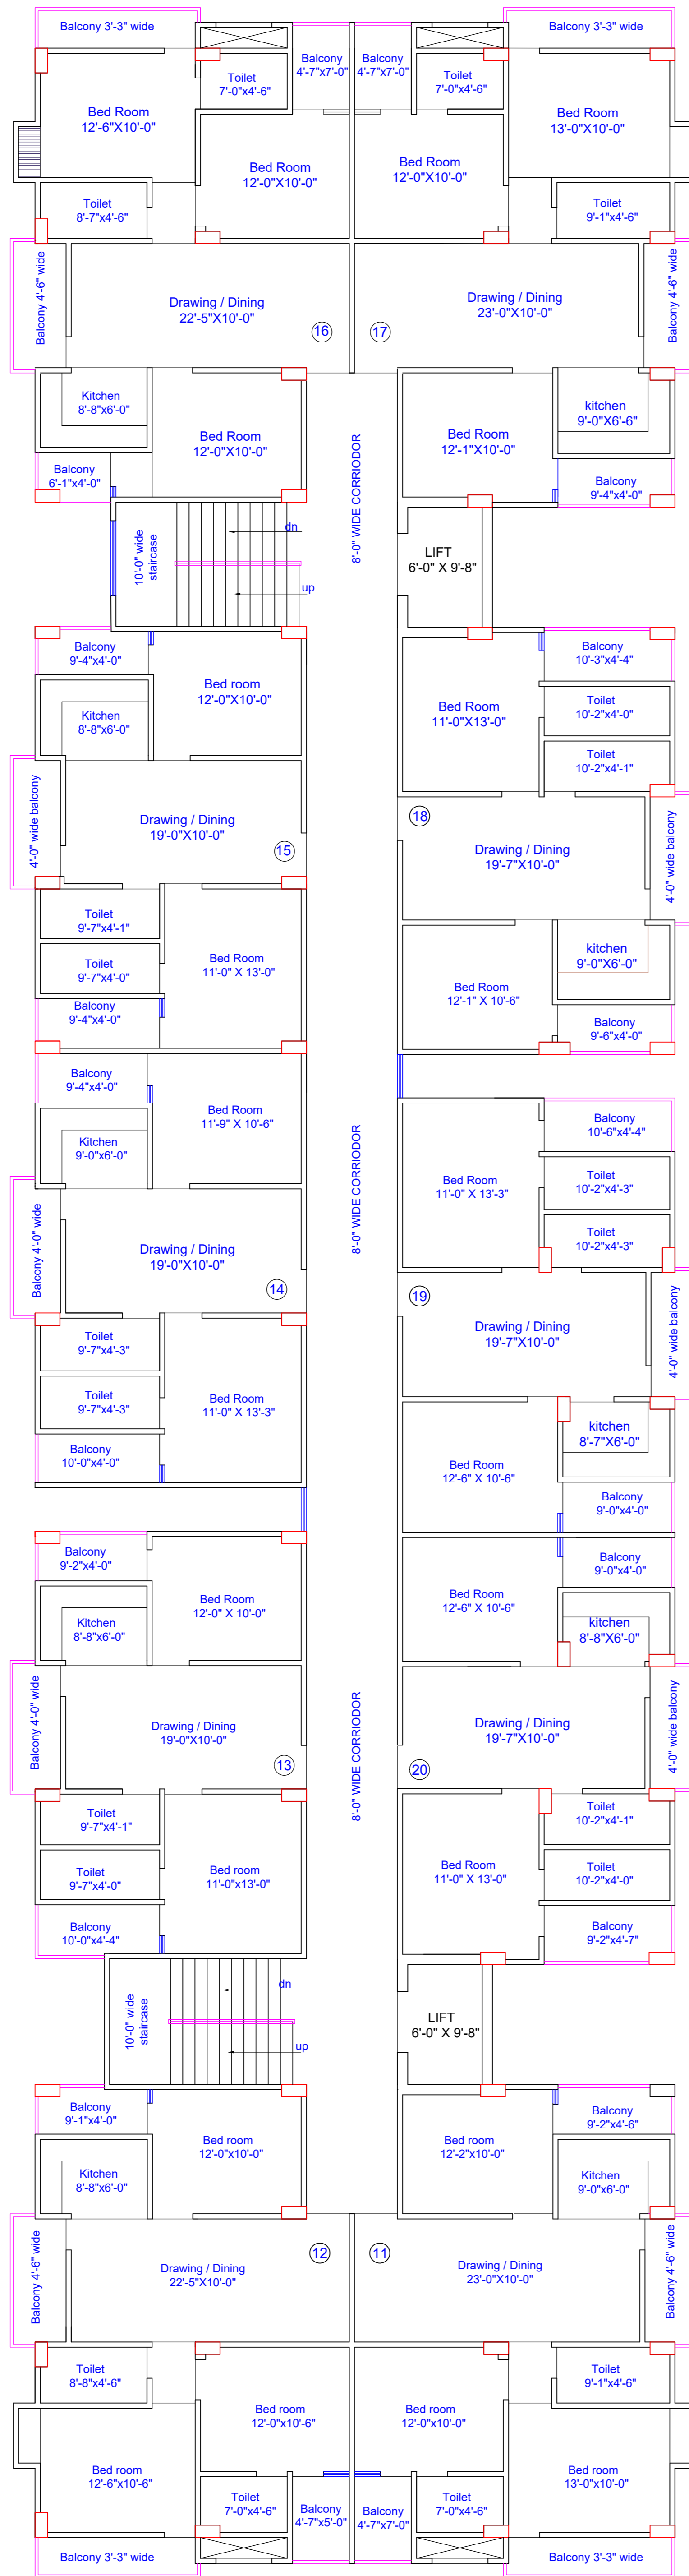 Balcony 3'-3" wide
Balcony
4'-7"x7'-0"
Balcony
4'-7"x7'-0"
Balcony 3'-3" wide
Toilet
7'-0"x4'-6"
Toilet
7'-0"x4'-6"
Bed Room
12'-6"X10'-0"
Bed Room
13'-0"X10'-0"
Bed Room
12'-0"X10'-0"
Bed Room
12'-0"X10'-0"
Toilet
8'-7"x4'-6"
Toilet
9'-1"x4'-6"
Balcony 4'-6" wide
Drawing / Dining
22'-5"X10'-0"
16
17
Drawing / Dining
23'-0"X10'-0"
Balcony 4'-6" wide
Kitchen
8'-8"x6'-0"
Bed Room
12'-0"X10'-0"
8'-0" WIDE CORRIODOR
Bed Room
12'-1"X10'-0"
kitchen
9'-0"X6'-6"
Balcony
6'-1"x4'-0"
Balcony
9'-4"x4'-0"
10'-0" wide
staircase
dn
up
LIFT
6'-0" X 9'-8"
Balcony
9'-4"x4'-0"
Bed room
12'-0"X10'-0"
Kitchen
8'-8"x6'-0"
Bed Room
11'-0"X13'-0"
Balcony
10'-3"x4'-4"
Toilet
10'-2"x4'-0"
Toilet
10'-2"x4'-1"
4'-0" wide balcony
Drawing / Dining
19'-0"X10'-0"
15
18
Drawing / Dining
19'-7"X10'-0"
4'-0" wide balcony
Toilet
9'-7"x4'-1"
Toilet
9'-7"x4'-0"
Bed Room
11'-0" X 13'-0"
Balcony
9'-4"x4'-0"
kitchen
9'-0"X6'-0"
Bed Room
12'-1" X 10'-6"
Balcony
9'-6"x4'-0"
Balcony
9'-4"x4'-0"
Bed Room
11'-9" X 10'-6"
Kitchen
9'-0"x6'-0"
8'-0" WIDE CORRIODOR
Balcony
10'-6"x4'-4"
Bed Room
11'-0" X 13'-3"
Toilet
10'-2"x4'-3"
Toilet
10'-2"x4'-3"
Balcony 4'-0" wide
Drawing / Dining
19'-0"X10'-0"
14
19
Drawing / Dining
19'-7"X10'-0"
4'-0" wide balcony
Toilet
9'-7"x4'-3"
Toilet
9'-7"x4'-3"
Bed Room
11'-0" X 13'-3"
Balcony
10'-0"x4'-0"
kitchen
8'-7"X6'-0"
Bed Room
12'-6" X 10'-6"
Balcony
9'-0"x4'-0"
Balcony
9'-2"x4'-0"
Bed Room
12'-0" X 10'-0"
Kitchen
8'-8"x6'-0"
Balcony
9'-0"x4'-0"
Bed Room
12'-6" X 10'-6"
kitchen
8'-8"X6'-0"
Balcony 4'-0" wide
Drawing / Dining
19'-0"X10'-0"
13
8'-0" WIDE CORRIODOR
20
Drawing / Dining
19'-7"X10'-0"
4'-0" wide balcony
Toilet
9'-7"x4'-1"
Toilet
9'-7"x4'-0"
Bed room
11'-0"x13'-0"
Balcony
10'-0"x4'-4"
Toilet
10'-2"x4'-1"
Bed Room
11'-0" X 13'-0"
Toilet
10'-2"x4'-0"
Balcony
9'-2"x4'-7"
10'-0" wide
staircase
dn
up
LIFT
6'-0" X 9'-8"
Balcony
9'-1"x4'-0"
Bed room
12'-0"x10'-0"
Bed room
12'-2"x10'-0"
Balcony
9'-2"x4'-6"
Kitchen
8'-8"x6'-0"
Kitchen
9'-0"x6'-0"
Balcony 4'-6" wide
Drawing / Dining
22'-5"X10'-0"
12
11
Drawing / Dining
23'-0"X10'-0"
Balcony 4'-6" wide
Toilet
8'-8"x4'-6"
Toilet
9'-1"x4'-6"
Bed room
12'-0"x10'-6"
Bed room
12'-0"x10'-0"
Bed room
12'-6"x10'-6"
Bed room
13'-0"x10'-0"
Toilet
7'-0"x4'-6"
Balcony
4'-7"x5'-0"
Balcony
4'-7"x7'-0"
Toilet
7'-0"x4'-6"
Balcony 3'-3" wide
Balcony 3'-3" wide